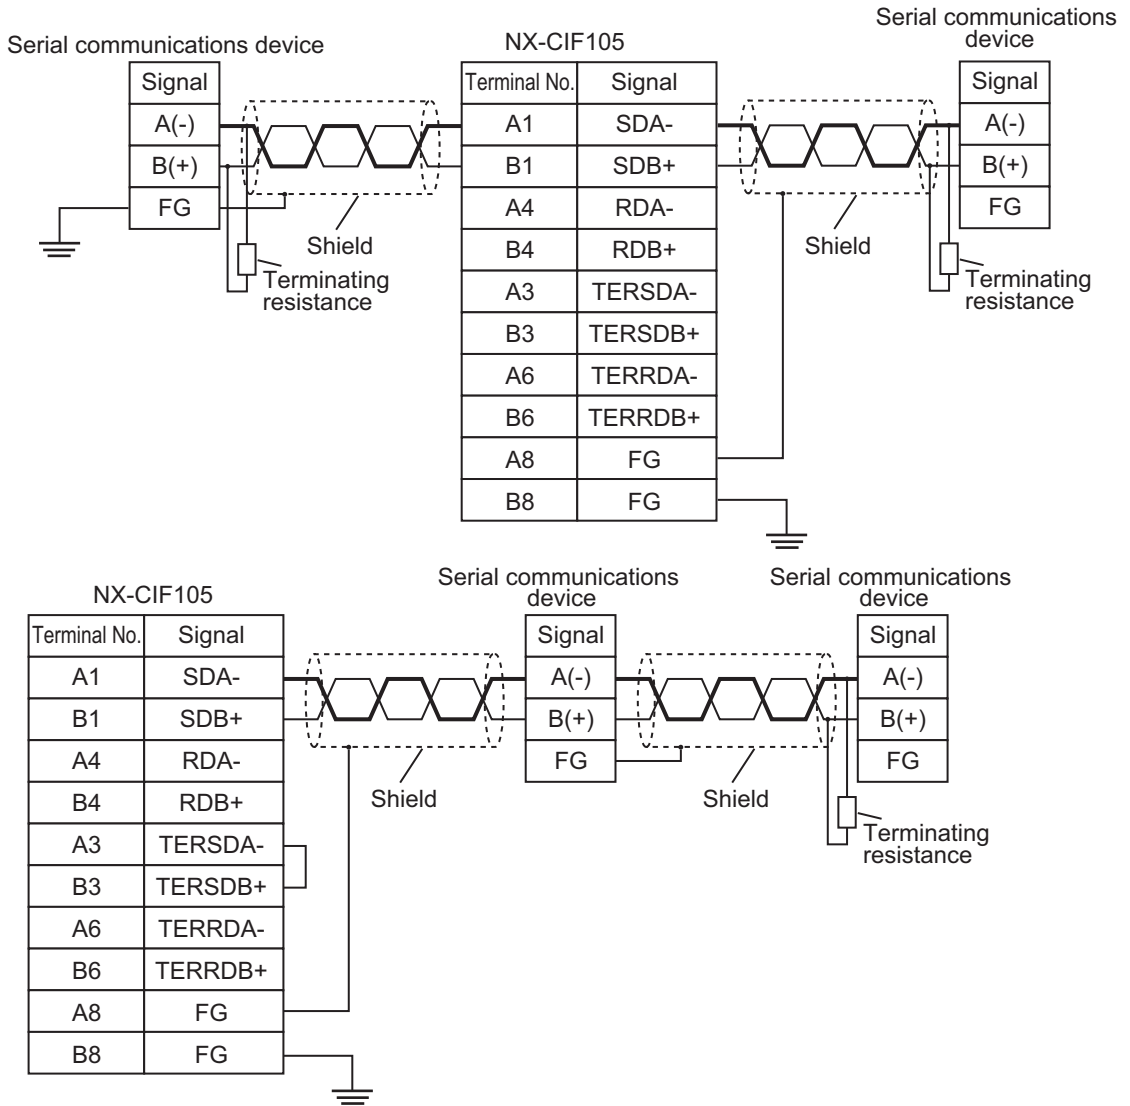 Serial communications device
Signal
A(-)
B(+)
FG
Shield
Terminating
resistance
NX-CIF105
Terminal No. Signal
A1 SDA-
B1 SDB+
A4 RDA-
B4 RDB+
A3 TERSDA-
B3 TERSDB+
A6 TERRDA-
B6 TERRDB+
A8 FG
B8 FG
Serial communications
device
Signal
A(-)
B(+)
FG
Shield
Terminating
resistance
NX-CIF105
Terminal No. Signal
A1 SDA-
B1 SDB+
A4 RDA-
B4 RDB+
A3 TERSDA-
B3 TERSDB+
A6 TERRDA-
B6 TERRDB+
A8 FG
B8 FG
Shield
Serial communications
device
Signal
A(-)
B(+)
FG
Shield
Serial communications
device
Signal
A(-)
B(+)
FG
Terminating
resistance